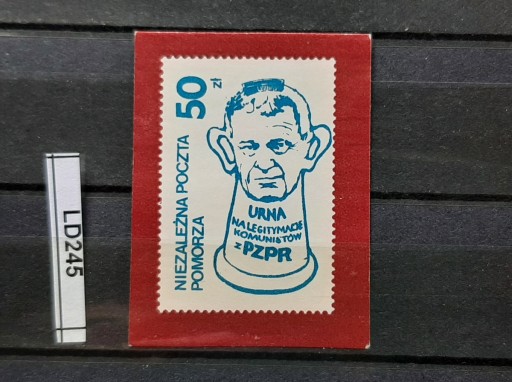 50 zł
NIEZALEŻNA POCZTA
POMORZA
URNA
NA LEGITYMACJE
KOMUNISTÓW
z PZPR
LD245